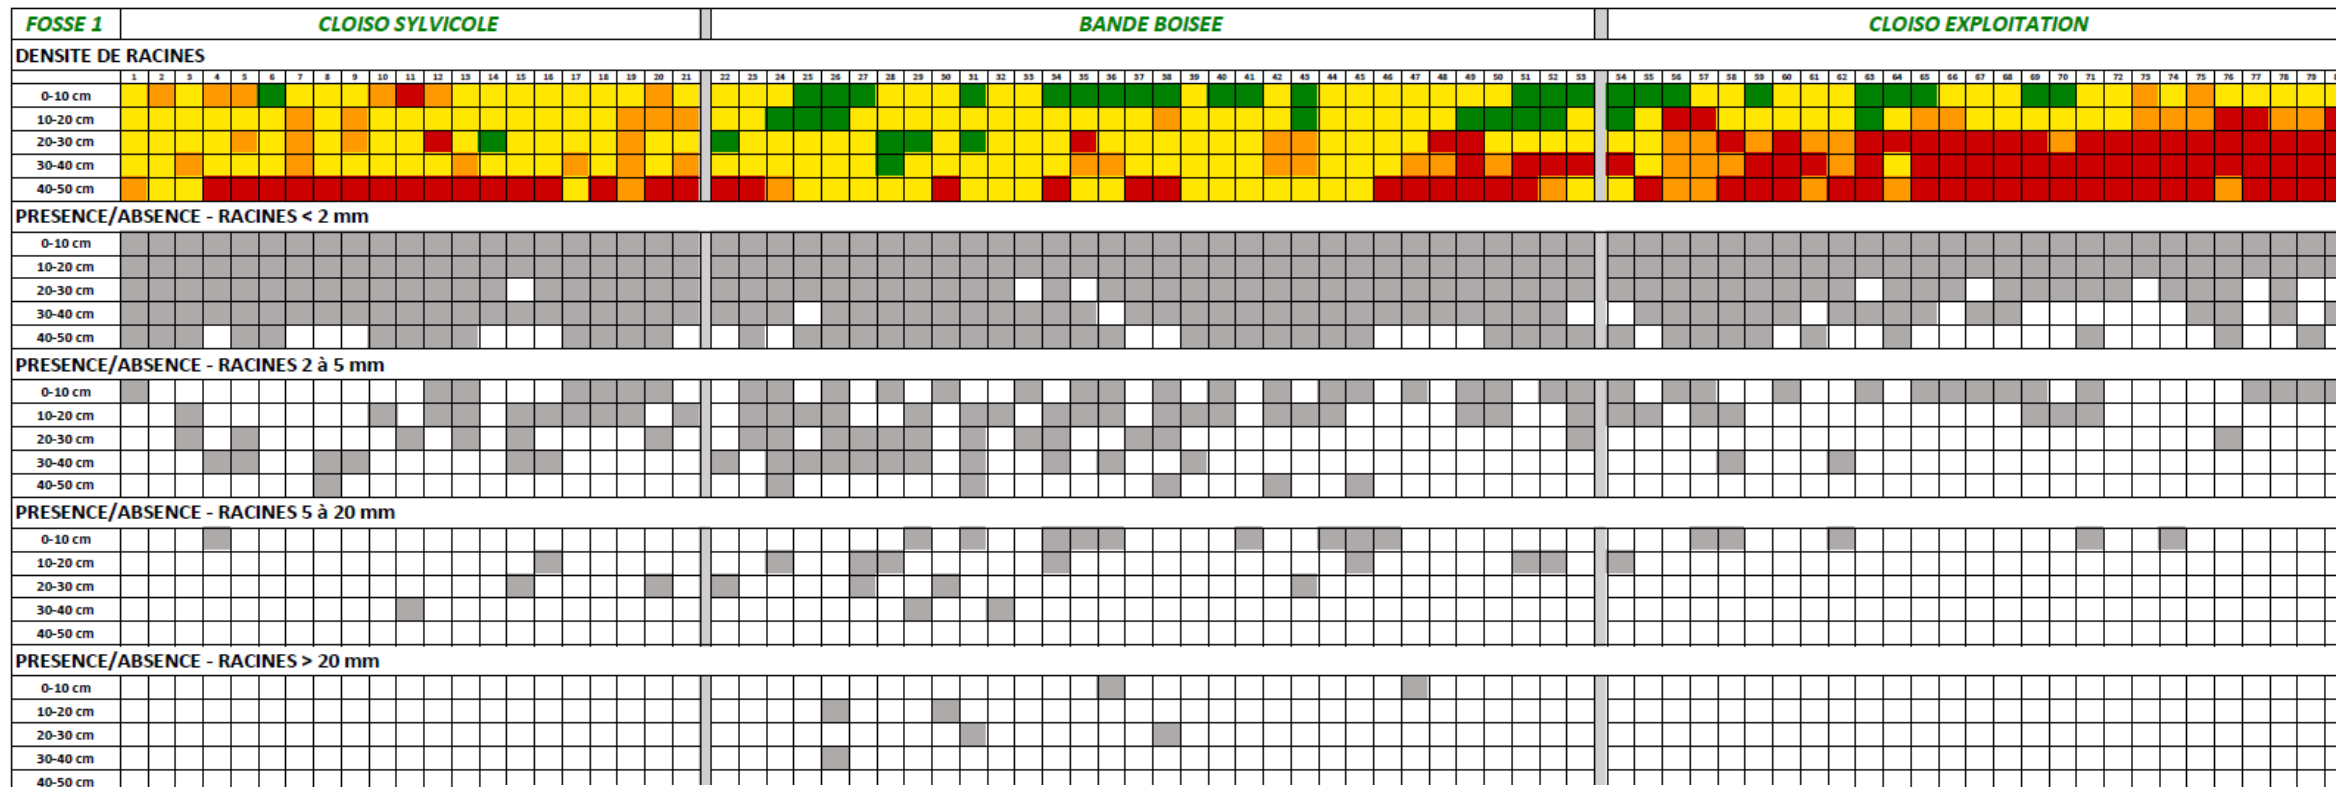 FOSSE 1 CLOISO SYLVICOLE BANDE BOISEE CLOISO EXPLOITATION
DENSITE DE RACINES
1 2 3 4 5 6 7 8 9 10 11 12 13 14 15 16 17 18 19 20 21 22 23 24 25 26 27 28 29 30 31 32 33 34 35 36 37 38 39 40 41 42 43 44 45 46 47 48 49 50 51 52 53 54 55 56 57 58 59 60 61 62 63 64 65 66 67 68 69 70 71 72 73 74 75 76 77 78 79
0-10 cm
10-20 cm
20-30 cm
30-40 cm
40-50 cm
PRESENCE/ABSENCE - RACINES < 2 mm
0-10 cm
10-20 cm
20-30 cm
30-40 cm
40-50 cm
PRESENCE/ABSENCE - RACINES 2 à 5 mm
0-10 cm
10-20 cm
20-30 cm
30-40 cm
40-50 cm
PRESENCE/ABSENCE - RACINES 5 à 20 mm
0-10 cm
10-20 cm
20-30 cm
30-40 cm
40-50 cm
PRESENCE/ABSENCE - RACINES > 20 mm
0-10 cm
10-20 cm
20-30 cm
30-40 cm
40-50 cm